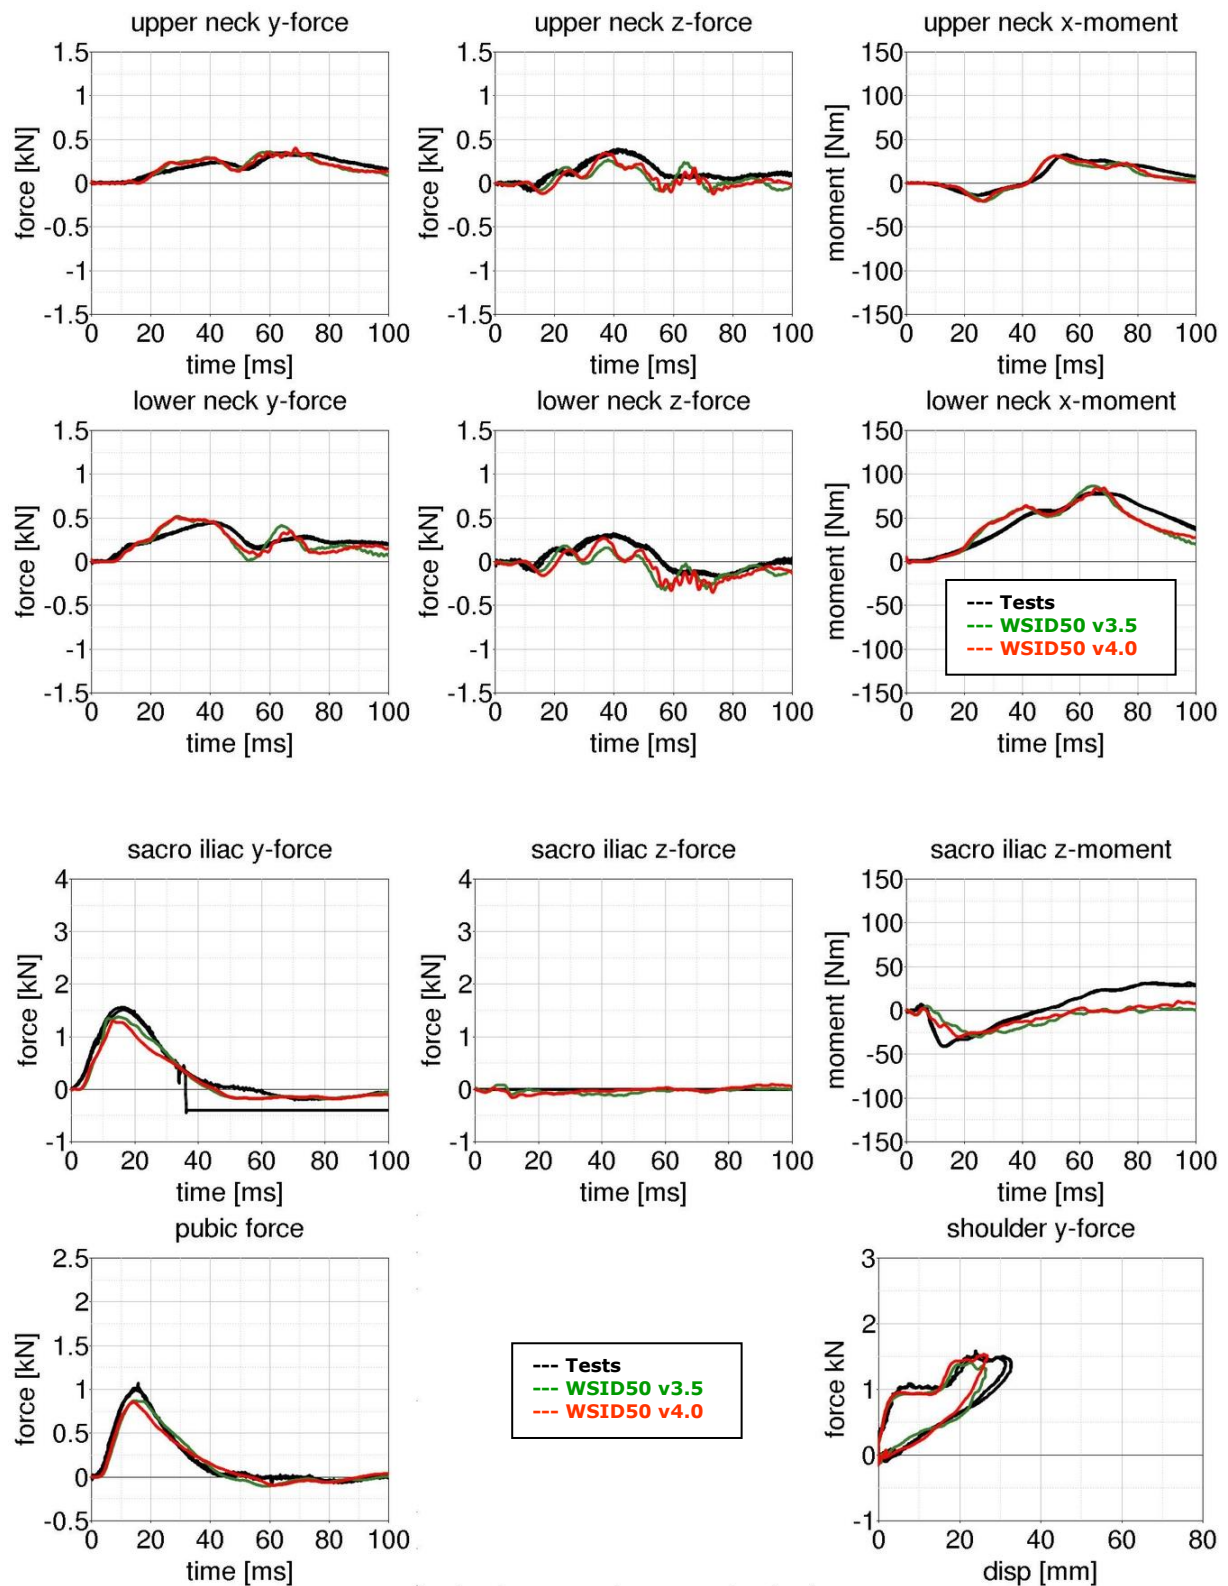 upper neck y-force
upper neck z-force
upper neck x-moment
1.5
1
0.5
0
-0.5
-1
-1.5
force [kN]
0 20 40 60 80 100
time [ms]
1.5
1
0.5
0
-0.5
-1
-1.5
force [kN]
0 20 40 60 80 100
time [ms]
150
100
50
0
-50
-100
-150
moment [Nm]
0 20 40 60 80 100
time [ms]
lower neck y-force
lower neck z-force
lower neck x-moment
1.5
1
0.5
0
-0.5
-1
-1.5
force [kN]
0 20 40 60 80 100
time [ms]
1.5
1
0.5
0
-0.5
-1
-1.5
force [kN]
0 20 40 60 80 100
time [ms]
150
100
50
0
-50
-100
-150
moment [Nm]
--- Tests
--- WSID50 v3.5
--- WSID50 v4.0
0 20 40 60 80 100
time [ms]
sacro iliac y-force
sacro iliac z-force
sacro iliac z-moment
4
3
2
1
0
-1
force [kN]
0 20 40 60 80 100
time [ms]
4
3
2
1
0
-1
force [kN]
0 20 40 60 80 100
time [ms]
150
100
50
0
-50
-100
-150
moment [Nm]
0 20 40 60 80 100
time [ms]
pubic force
shoulder y-force
2.5
2
1.5
1
0.5
0
-0.5
force [kN]
0 20 40 60 80 100
time [ms]
--- Tests
--- WSID50 v3.5
--- WSID50 v4.0
3
2
1
0
-1
force kN
0 20 40 60 80
disp [mm]